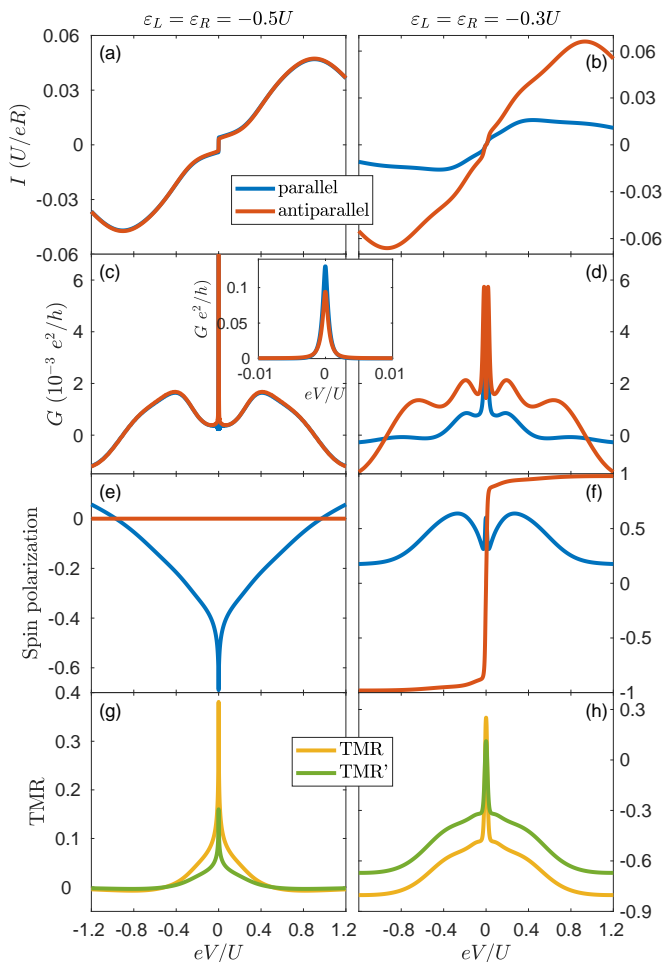 ε_L = ε_R = −0.5U
ε_L = ε_R = −0.3U
0.06
0.03
0
-0.03
-0.06
I (U/eR)
(a)
(b)
0.06
0.03
0
-0.03
-0.06
parallel
antiparallel
6
4
2
0
G (10⁻³ e²/h)
(c)
0.1
0.05
0
G e²/h)
-0.01
0
0.01
eV/U
(d)
6
4
2
0
0
-0.2
-0.4
-0.6
Spin polarization
(e)
(f)
1
0.5
0
-0.5
-1
0.4
0.3
0.2
0.1
0
TMR
(g)
TMR
TMR'
(h)
0.3
0
-0.3
-0.6
-0.9
-1.2 -0.8 -0.4 0 0.4 0.8 1.2
-0.8 -0.4 0 0.4 0.8 1.2
eV/U
eV/U